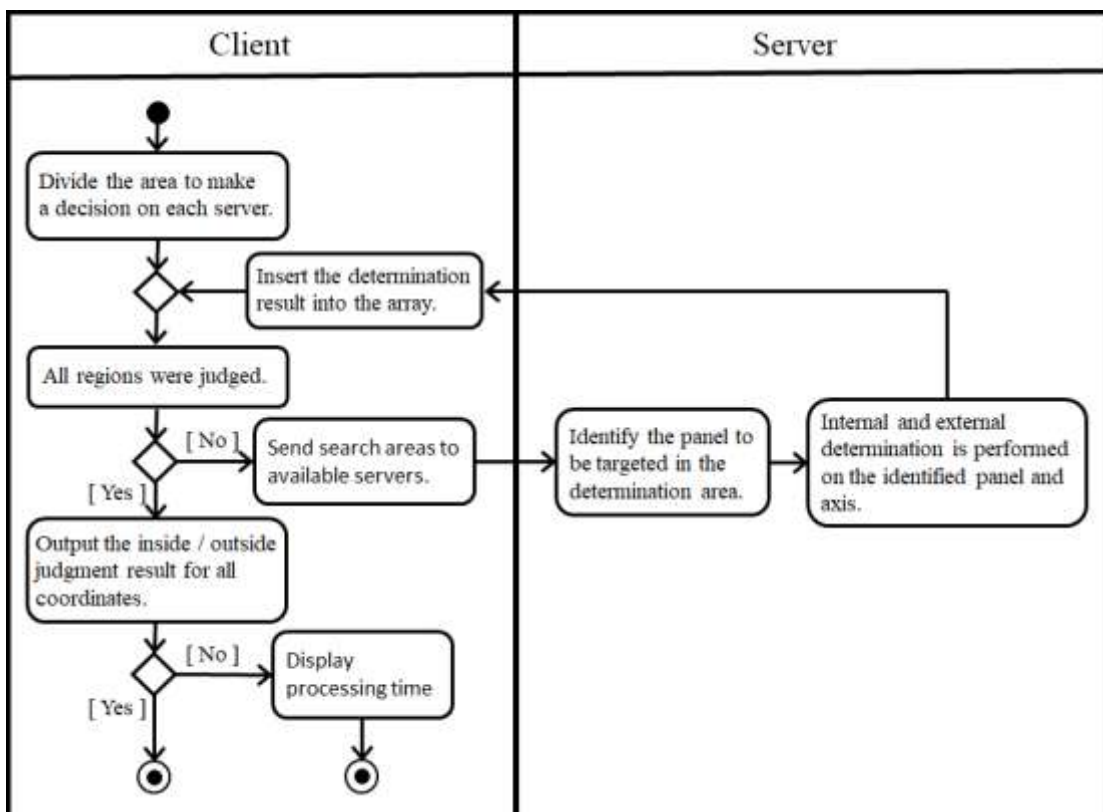 Client
Server
Divide the area to make
a decision on each server.
Insert the determination
result into the array.
All regions were judged.
[ No ]
Send search areas to
available servers.
Identify the panel to
be targeted in the
determination area.
Internal and external
determination is performed
on the identified panel and
axis.
[ Yes ]
Output the inside / outside
judgment result for all
coordinates.
[ No ]
Display
processing time
[ Yes ]